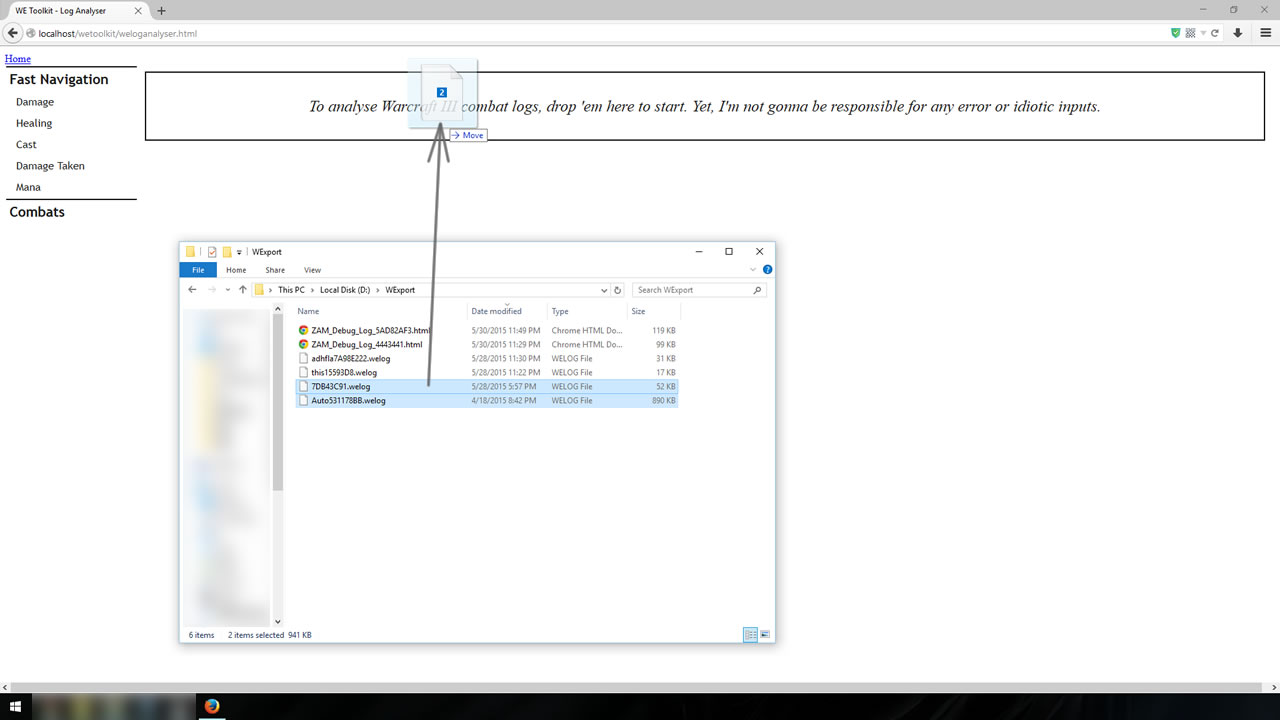 WE Toolkit - Log Analyser
localhost/wetoolkit/weloganalyser.html
Home
Fast Navigation
Damage
Healing
Cast
Damage Taken
Mana
Combats
To analyse Warcraft III combat logs, drop 'em here to start. Yet, I'm not gonna be responsible for any error or idiotic inputs.
2
Move
WExport
File Home Share View
This PC Local Disk (D:) WExport Search WExport
Name Date modified Type Size
ZAM_Debug_Log_5AD82AF3.html 5/30/2015 11:49 PM Chrome HTML Do... 119 KB
ZAM_Debug_Log_4443441.html 5/30/2015 11:29 PM Chrome HTML Do... 99 KB
adhfla7A98E222.welog 5/28/2015 11:30 PM WELOG File 31 KB
this15593D8.welog 5/28/2015 11:22 PM WELOG File 17 KB
7DB43C91.welog 5/28/2015 5:57 PM WELOG File 52 KB
Auto531178BB.welog 4/18/2015 8:42 PM WELOG File 890 KB
6 items 2 items selected 941 KB